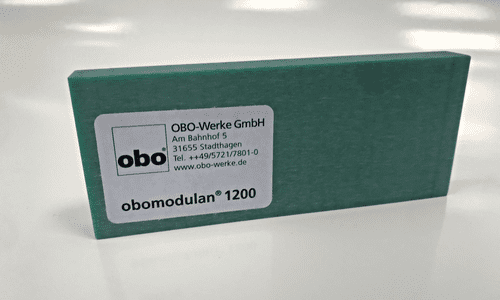 obo®
OBO-Werke GmbH
Am Bahnhof 5
31655 Stadthagen
Tel. ++49/5721/7801-0
www.obo-werke.de
obomodulan® 1200